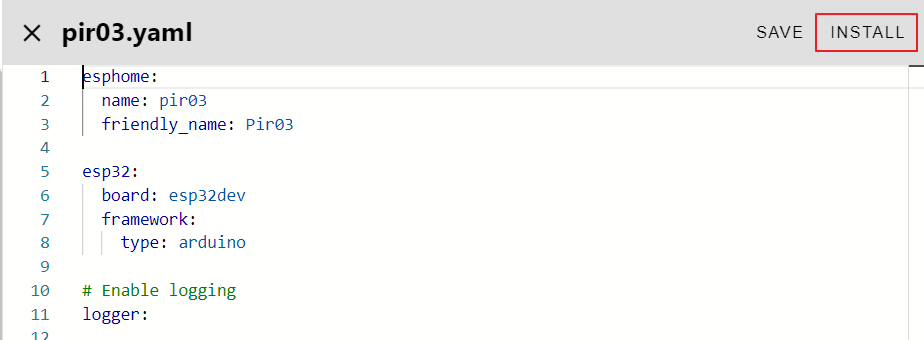 ✕ pir03.yaml SAVE INSTALL
1 esphome:
2   name: pir03
3   friendly_name: Pir03
4
5 esp32:
6   board: esp32dev
7   framework:
8     type: arduino
9
10 # Enable logging
11 logger:
12